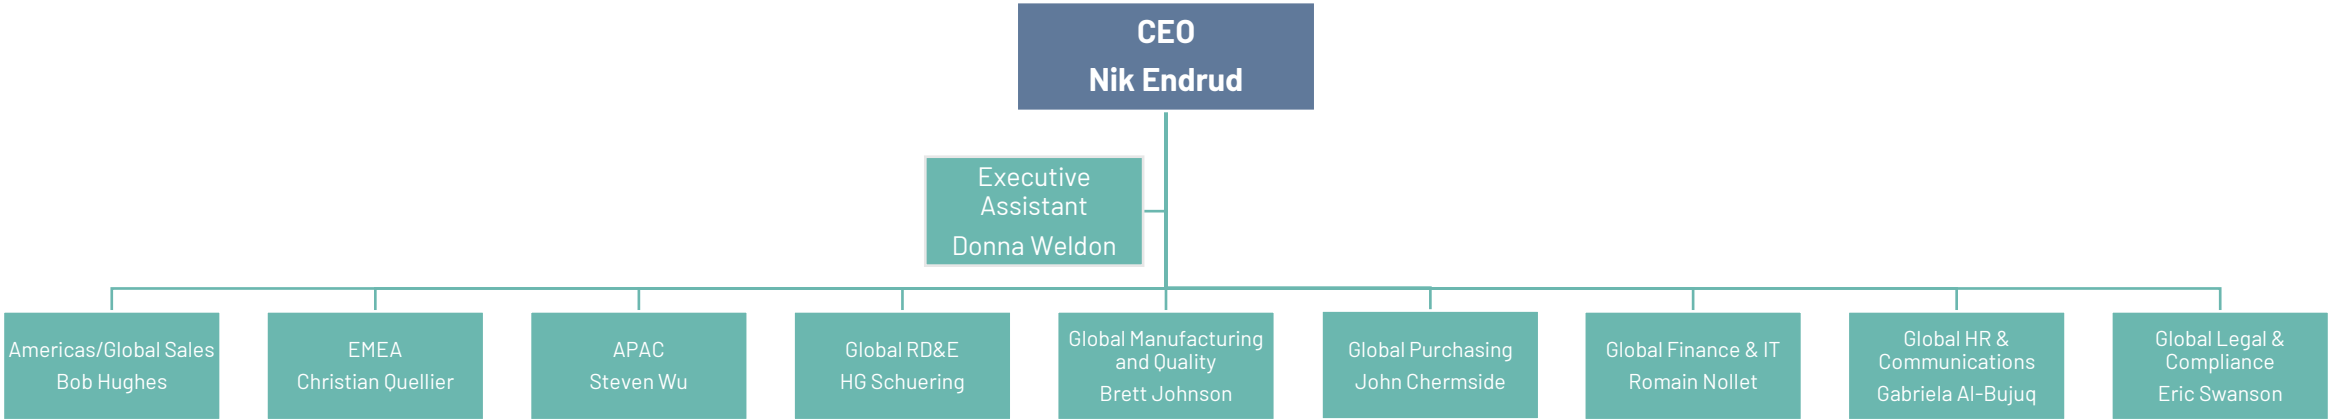 CEO
Nik Endrud
Executive
Assistant
Donna Weldon
Americas/Global Sales
Bob Hughes
EMEA
Christian Quellier
APAC
Steven Wu
Global RD&E
HG Schuering
Global Manufacturing
and Quality
Brett Johnson
Global Purchasing
John Chermside
Global Finance & IT
Romain Nollet
Global HR &
Communications
Gabriela Al-Bujuq
Global Legal &
Compliance
Eric Swanson